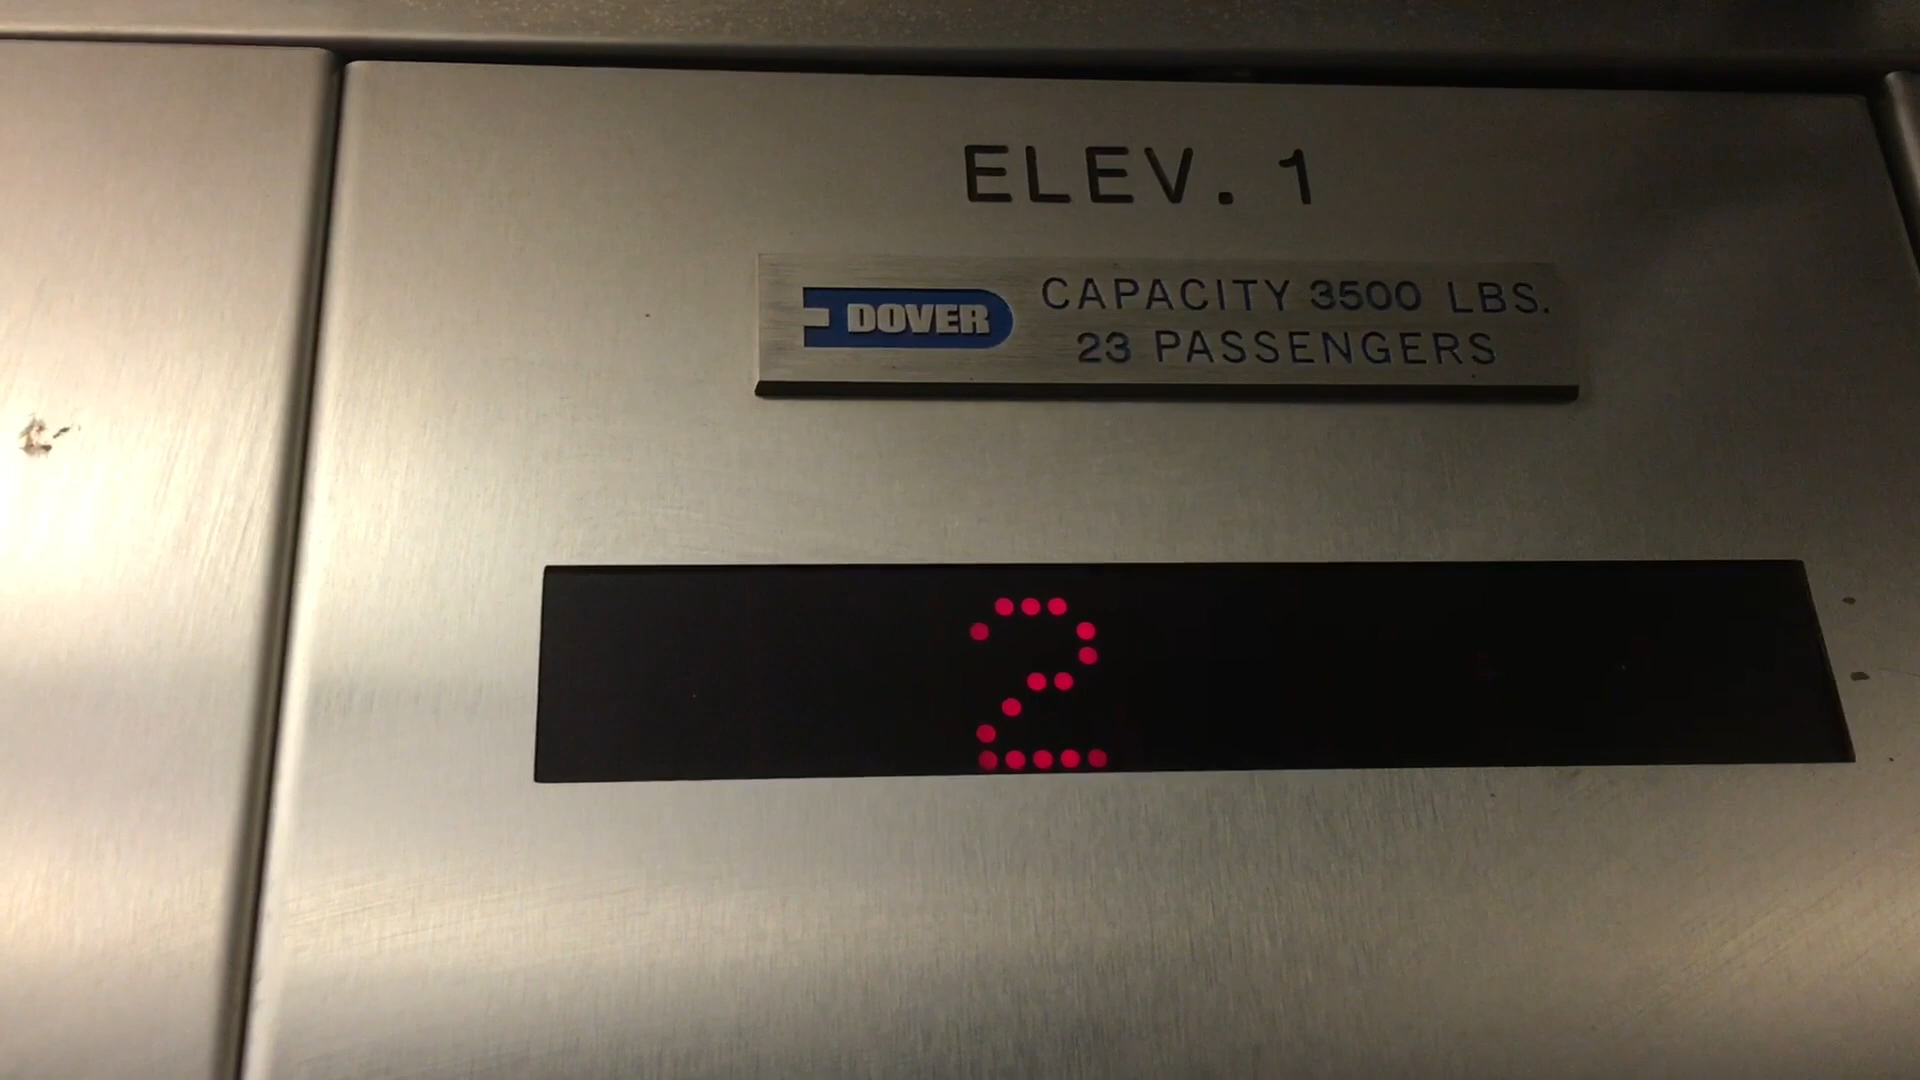 ELEV. 1
DOVER
CAPACITY 3500 LBS.
23 PASSENGERS
2